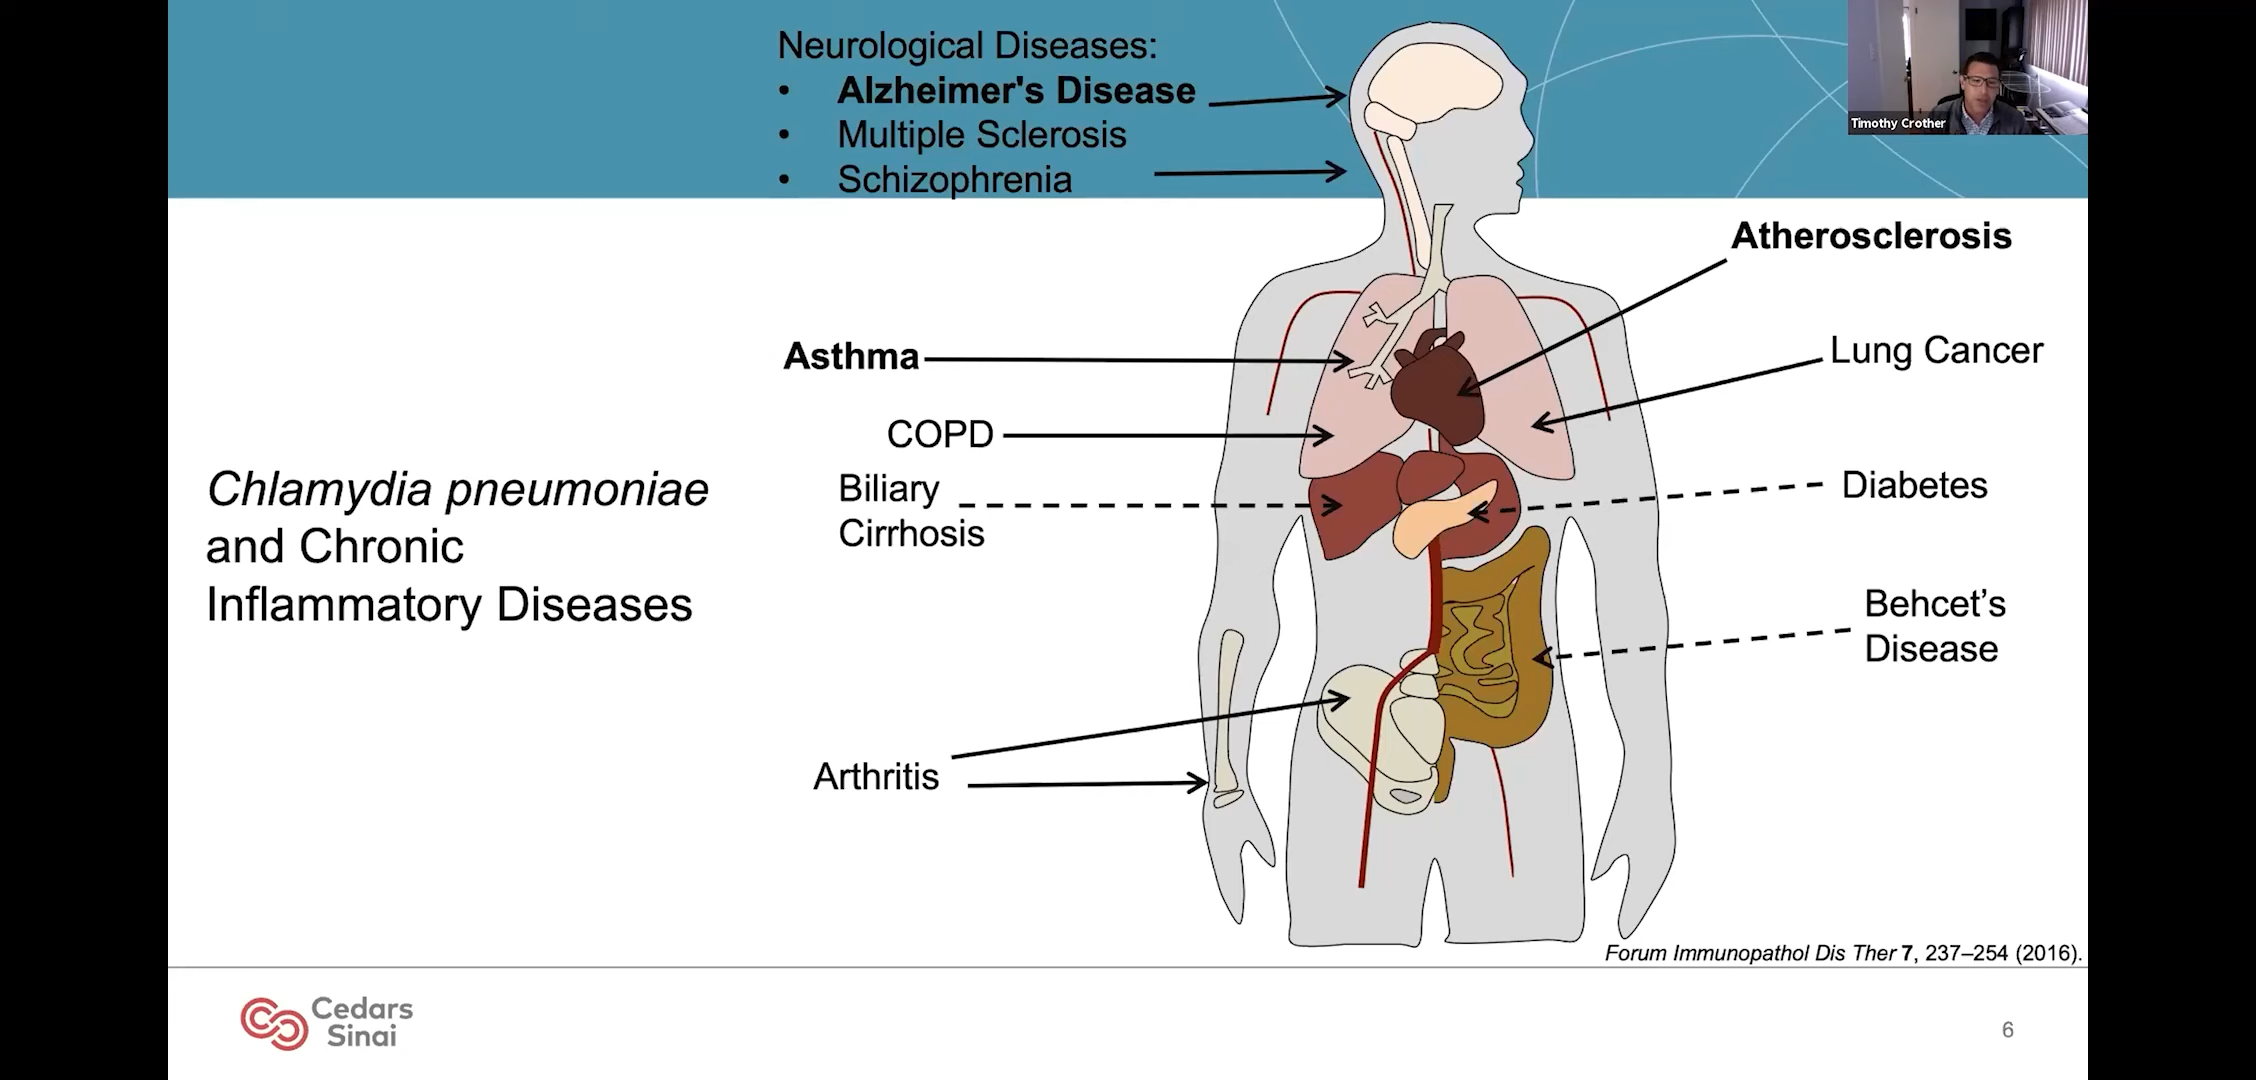 Neurological Diseases:
• Alzheimer's Disease
• Multiple Sclerosis
• Schizophrenia
Timothy Crother
Atherosclerosis
Asthma
Lung Cancer
COPD
Chlamydia pneumoniae
and Chronic
Inflammatory Diseases
Biliary
Cirrhosis
Diabetes
Behcet’s
Disease
Arthritis
Forum Immunopathol Dis Ther 7, 237–254 (2016).
Cedars
Sinai
6